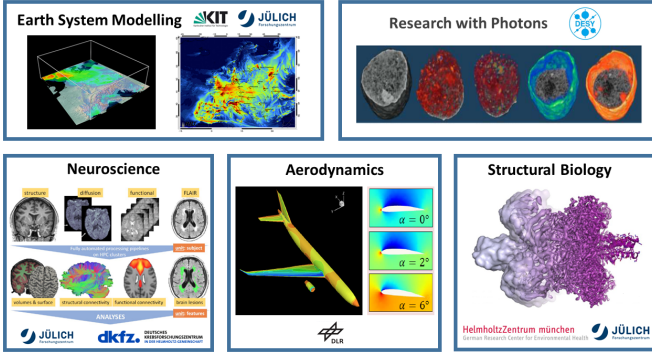 Earth System Modelling
KIT
JÜLICH
Forschungszentrum
Research with Photons
DESY
Neuroscience
structure
diffusion
functional
FLAIR
Fully automated processing pipelines
on HPC clusters
unit: subject
volumes & surface
structural connectivity
functional connectivity
brain lesions
ANALYSES
unit: features
JÜLICH
Forschungszentrum
dkfz.
DEUTSCHES
KREBSFORSCHUNGSZENTRUM
IN DER HELMHOLTZ-GEMEINSCHAFT
Aerodynamics
α = 0°
α = 2°
α = 6°
DLR
Structural Biology
HelmholtzZentrum münchen
German Research Center for Environmental Health
JÜLICH
Forschungszentrum